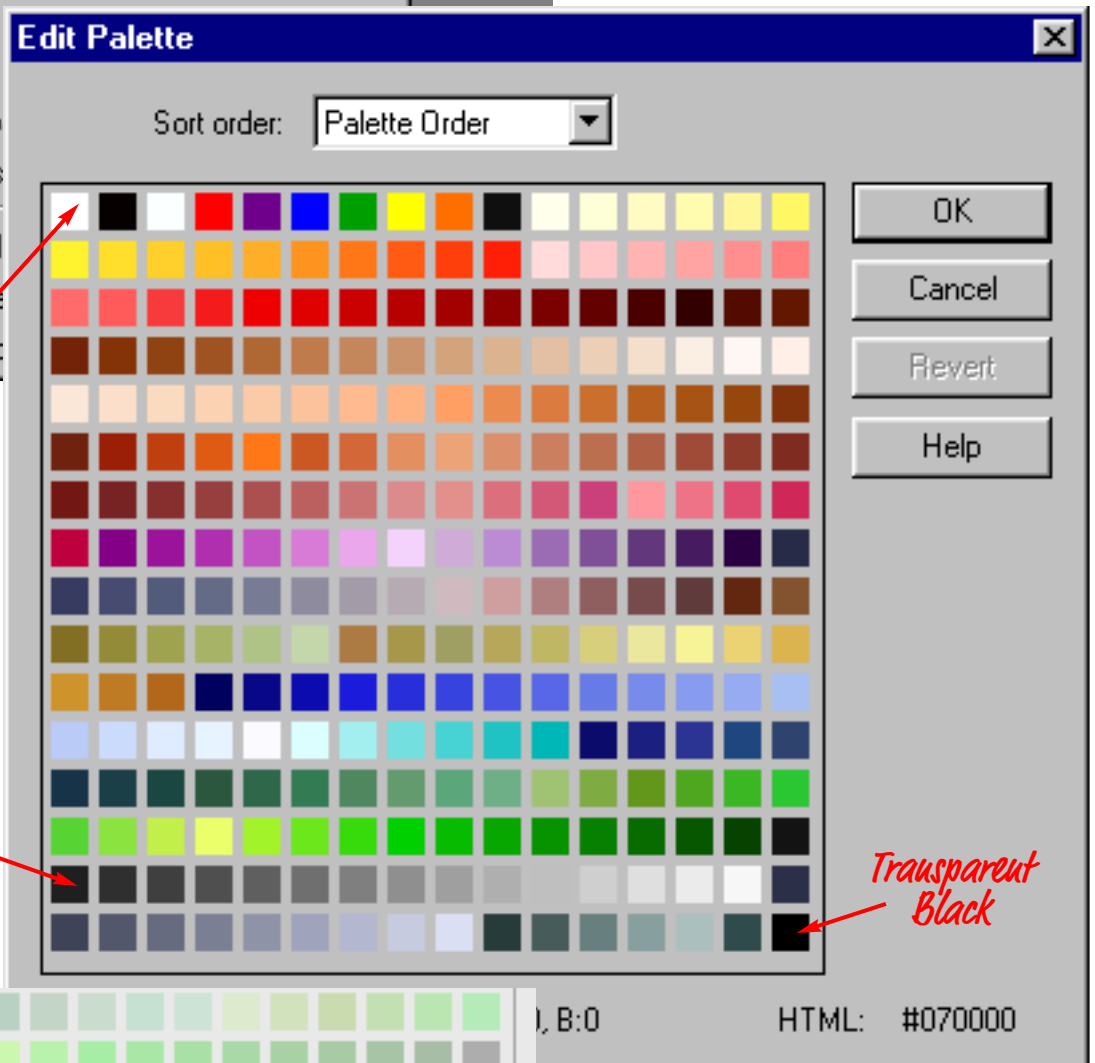 Edit Palette
Sort order: Palette Order
OK
Cancel
Revert
Help
Transparent
Black
, B:0 HTML: #070000